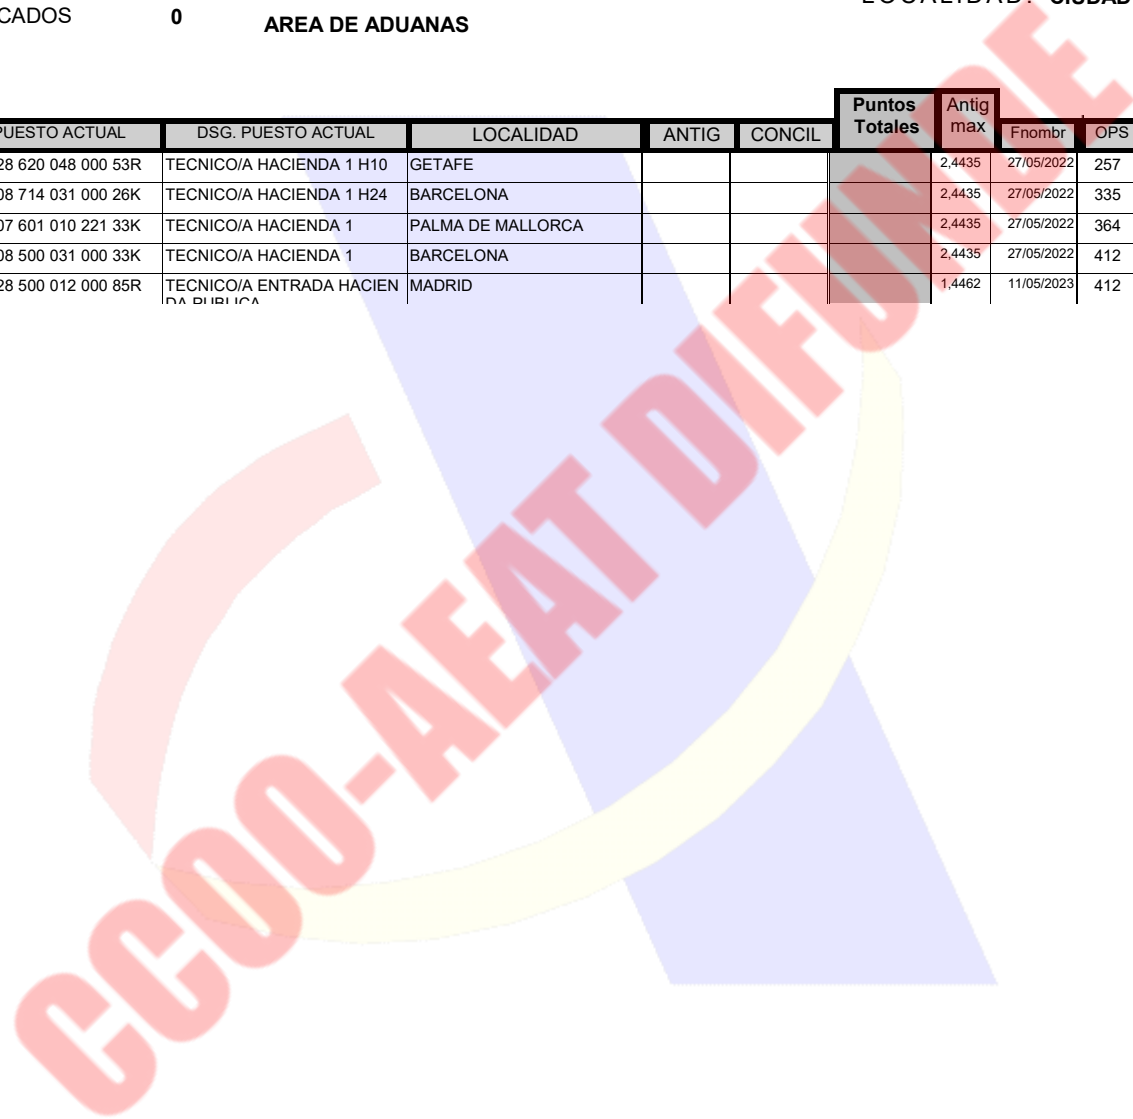 CADOS 0 AREA DE ADUANAS LOCALIDAD: CIUDAD
PUESTO ACTUAL DSG. PUESTO ACTUAL LOCALIDAD ANTIG CONCIL Puntos Totales Antig max Fnombr OPS
28 620 048 000 53R TECNICO/A HACIENDA 1 H10 GETAFE 2,4435 27/05/2022 257
08 714 031 000 26K TECNICO/A HACIENDA 1 H24 BARCELONA 2,4435 27/05/2022 335
07 601 010 221 33K TECNICO/A HACIENDA 1 PALMA DE MALLORCA 2,4435 27/05/2022 364
08 500 031 000 33K TECNICO/A HACIENDA 1 BARCELONA 2,4435 27/05/2022 412
28 500 012 000 85R TECNICO/A ENTRADA HACIEN MADRID 1,4462 11/05/2023 412
DA PUBLICA
CCOO-AEAT DIFUNDE